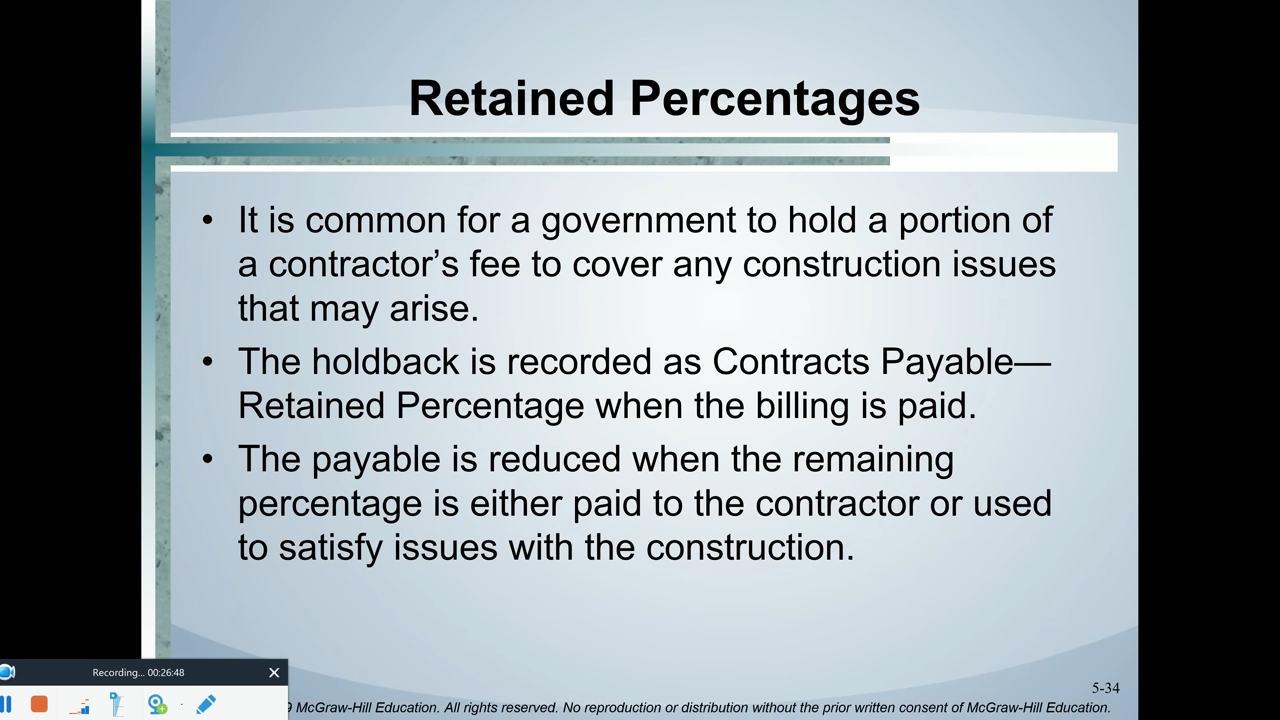 Retained Percentages
• It is common for a government to hold a portion of
a contractor’s fee to cover any construction issues
that may arise.
• The holdback is recorded as Contracts Payable—
Retained Percentage when the billing is paid.
• The payable is reduced when the remaining
percentage is either paid to the contractor or used
to satisfy issues with the construction.
Recording... 00:26:48
5-34
McGraw-Hill Education. All rights reserved. No reproduction or distribution without the prior written consent of McGraw-Hill Education.